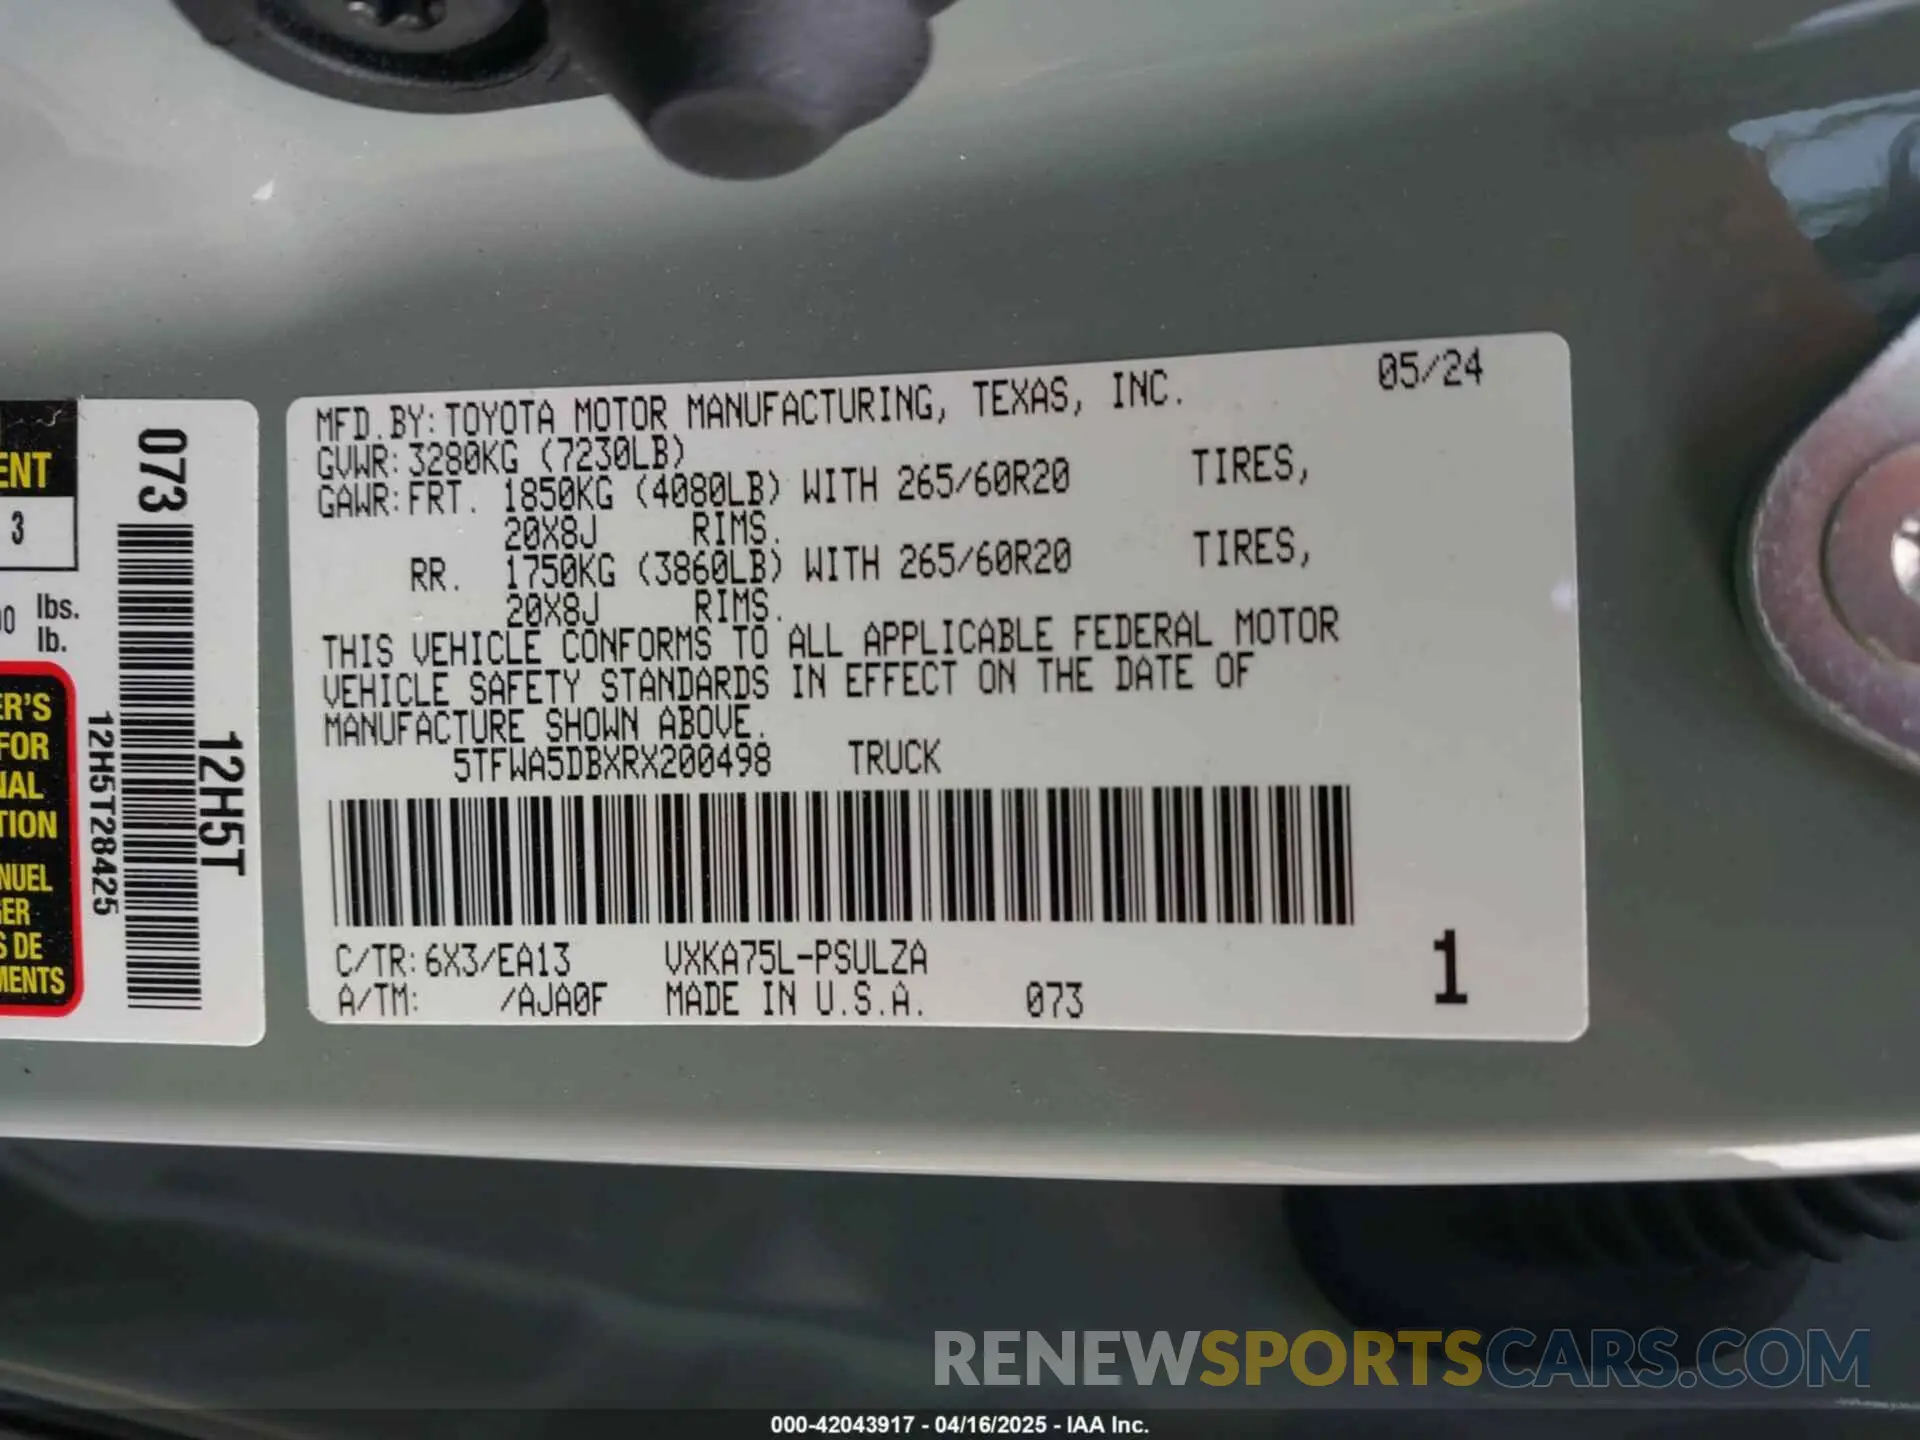 MFD.BY:TOYOTA MOTOR MANUFACTURING, TEXAS, INC. 05/24
GVWR:3280KG (7230LB)
GAWR:FRT. 1850KG (4080LB) WITH 265/60R20 TIRES,
20X8J RIMS.
RR. 1750KG (3860LB) WITH 265/60R20 TIRES,
20X8J RIMS.
THIS VEHICLE CONFORMS TO ALL APPLICABLE FEDERAL MOTOR
VEHICLE SAFETY STANDARDS IN EFFECT ON THE DATE OF
MANUFACTURE SHOWN ABOVE.
5TFWA5DBXRX200498 TRUCK
C/TR:6X3/EA13 VXKA75L-PSULZA
A/TM: /AJA0F MADE IN U.S.A. 073
1
073
12H5T
12H5T28425
ENT
3
00 lbs.
lb.
ER'S
FOR
NAL
TION
NUEL
GER
S DE
MENTS
RENEWSPORTSCARS.COM
000-42043917 - 04/16/2025 - IAA Inc.